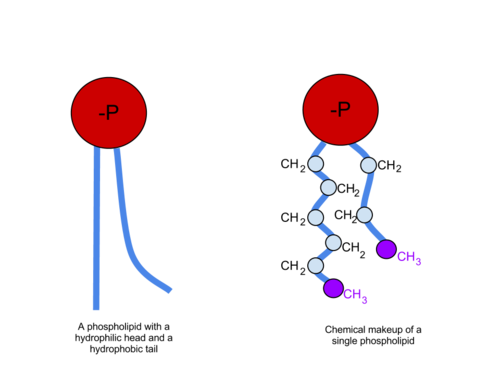 -P
-P
CH2
CH2
CH2
CH2
CH2
CH2
CH2
CH3
CH3
A phospholipid with a
hydrophilic head and a
hydrophobic tail
Chemical makeup of a
single phospholipid